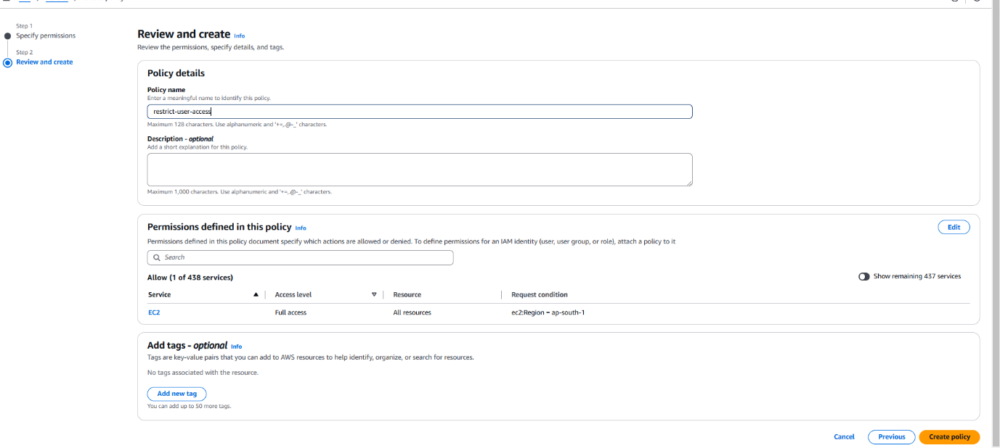 Step 1
Specify permissions
Step 2
Review and create
Review and create Info
Review the permissions, specify details, and tags.
Policy details
Policy name
Enter a meaningful name to identify this policy.
restrict-user-access
Maximum 128 characters. Use alphanumeric and '+=,.@-_' characters.
Description - optional
Add a short explanation for this policy.
Maximum 1,000 characters. Use alphanumeric and '+=,.@-_' characters.
Permissions defined in this policy Info
Edit
Permissions defined in this policy document specify which actions are allowed or denied. To define permissions for an IAM identity (user, user group, or role), attach a policy to it
Search
Allow (1 of 438 services)
Show remaining 437 services
Service Access level Resource Request condition
EC2 Full access All resources ec2:Region = ap-south-1
Add tags - optional Info
Tags are key-value pairs that you can add to AWS resources to help identify, organize, or search for resources.
No tags associated with the resource.
Add new tag
You can add up to 50 more tags.
Cancel Previous Create policy